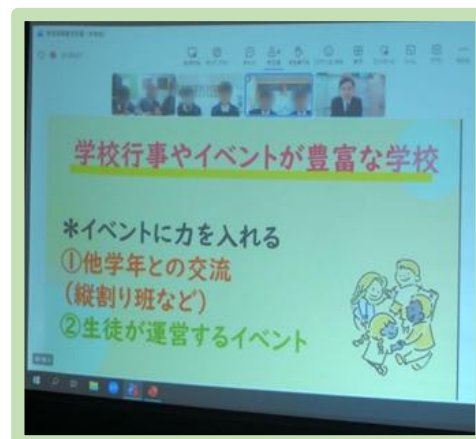 学校行事やイベントが豊富な学校
＊イベントに力を入れる
①他学年との交流
(縦割り班など)
②生徒が運営するイベント